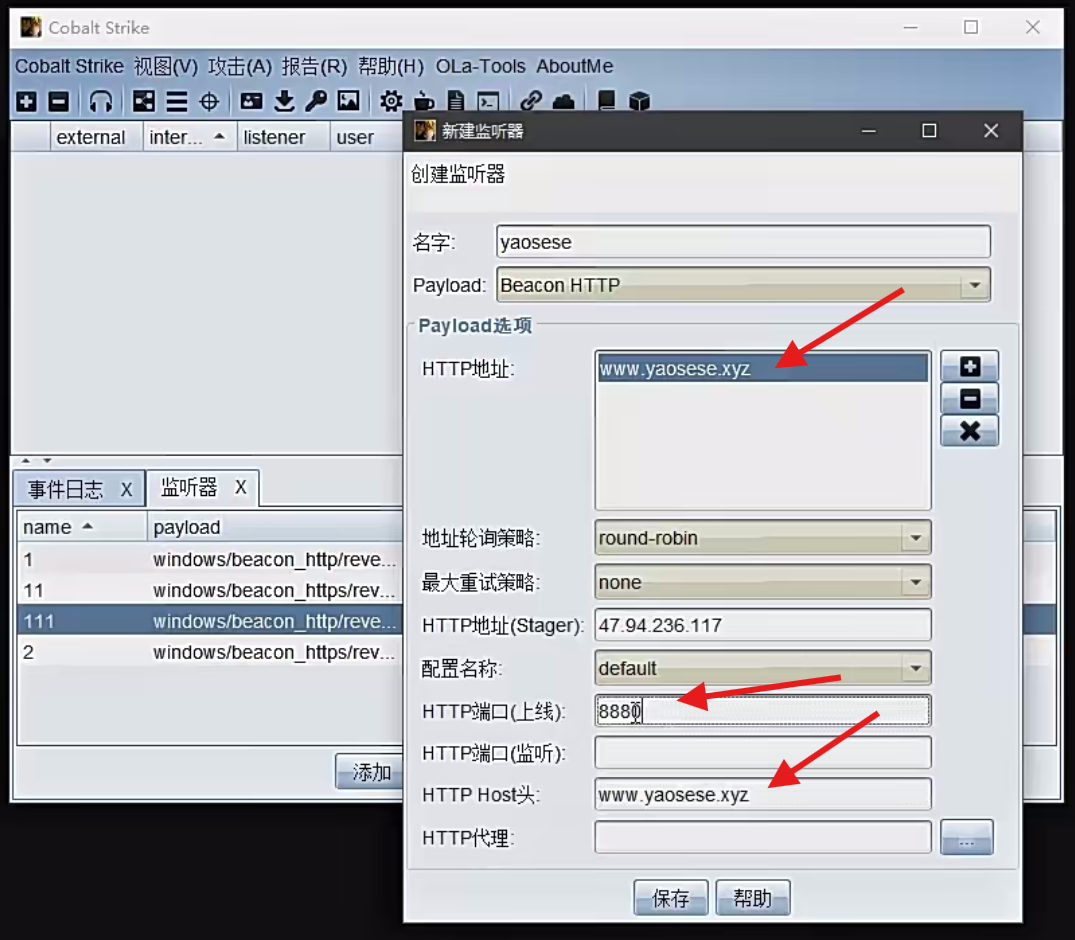 Cobalt Strike
Cobalt Strike 视图(V) 攻击(A) 报告(R) 帮助(H) OLa-Tools AboutMe
external inter... listener user
新建监听器
创建监听器
名字: yaosese
Payload: Beacon HTTP
Payload选项
HTTP地址: www.yaosese.xyz
地址轮询策略: round-robin
最大重试策略: none
HTTP地址(Stager): 47.94.236.117
配置名称: default
HTTP端口(上线): 8880
HTTP端口(监听):
HTTP Host头: www.yaosese.xyz
HTTP代理:
...
保存 帮助
事件日志 X 监听器 X
name payload
1 windows/beacon_http/reve...
11 windows/beacon_https/rev...
111 windows/beacon_http/reve...
2 windows/beacon_https/rev...
添加